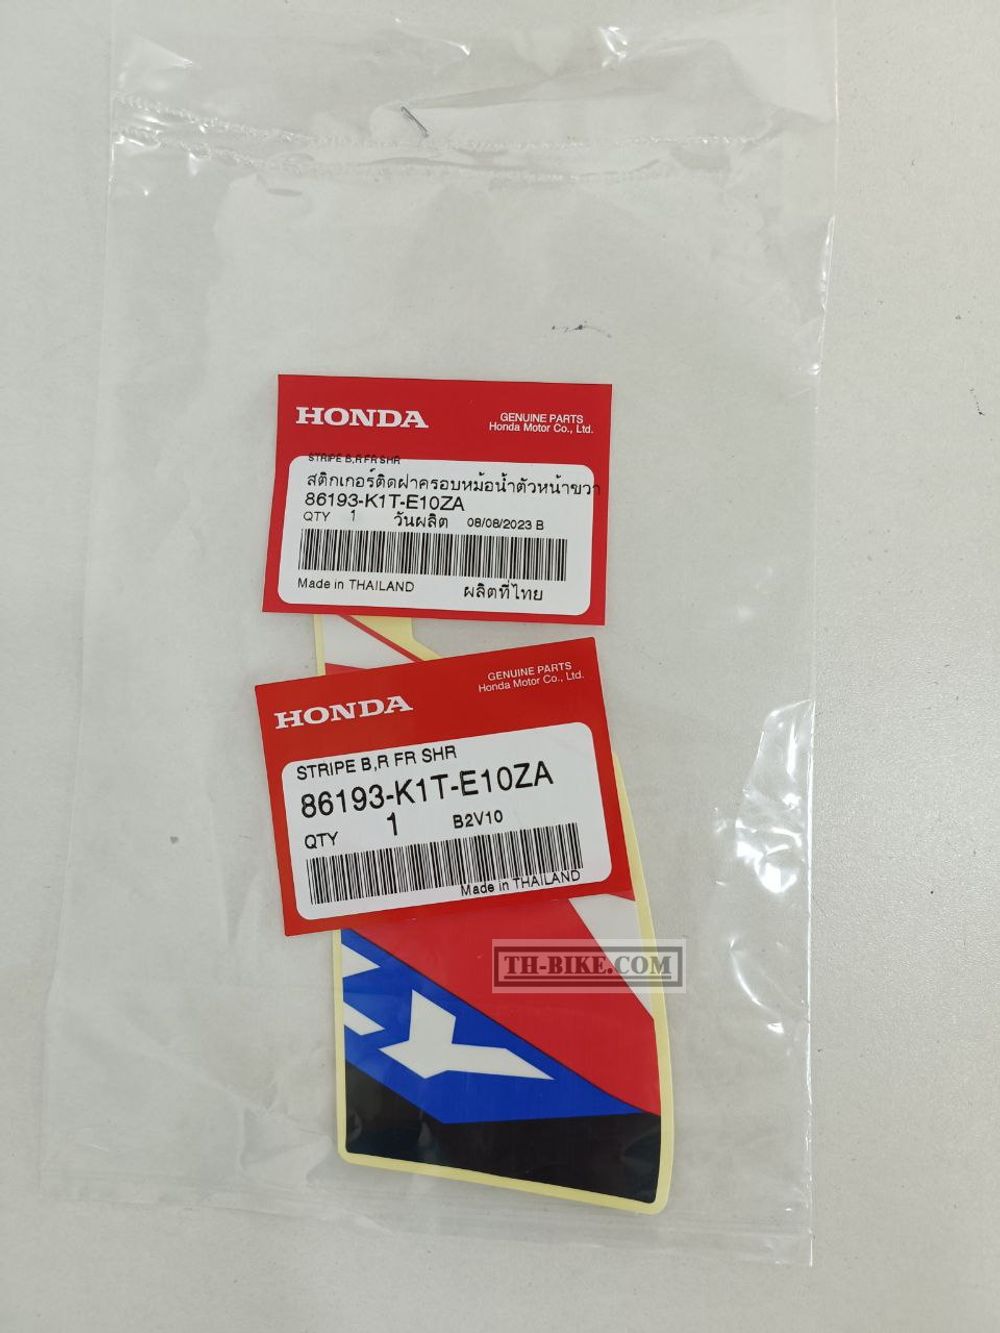 HONDA
GENUINE PARTS
Honda Motor Co., Ltd.
STRIPE B,R FR SHR
สติกเกอร์ติดฝาครอบหม้อน้ำตัวหน้าขวา
86193-K1T-E10ZA
QTY 1 วันผลิต 08/08/2023 B
Made in THAILAND ผลิตที่ไทย
HONDA
GENUINE PARTS
Honda Motor Co., Ltd.
STRIPE B,R FR SHR
86193-K1T-E10ZA
QTY 1 B2V10
Made in THAILAND
TH-BIKE.COM